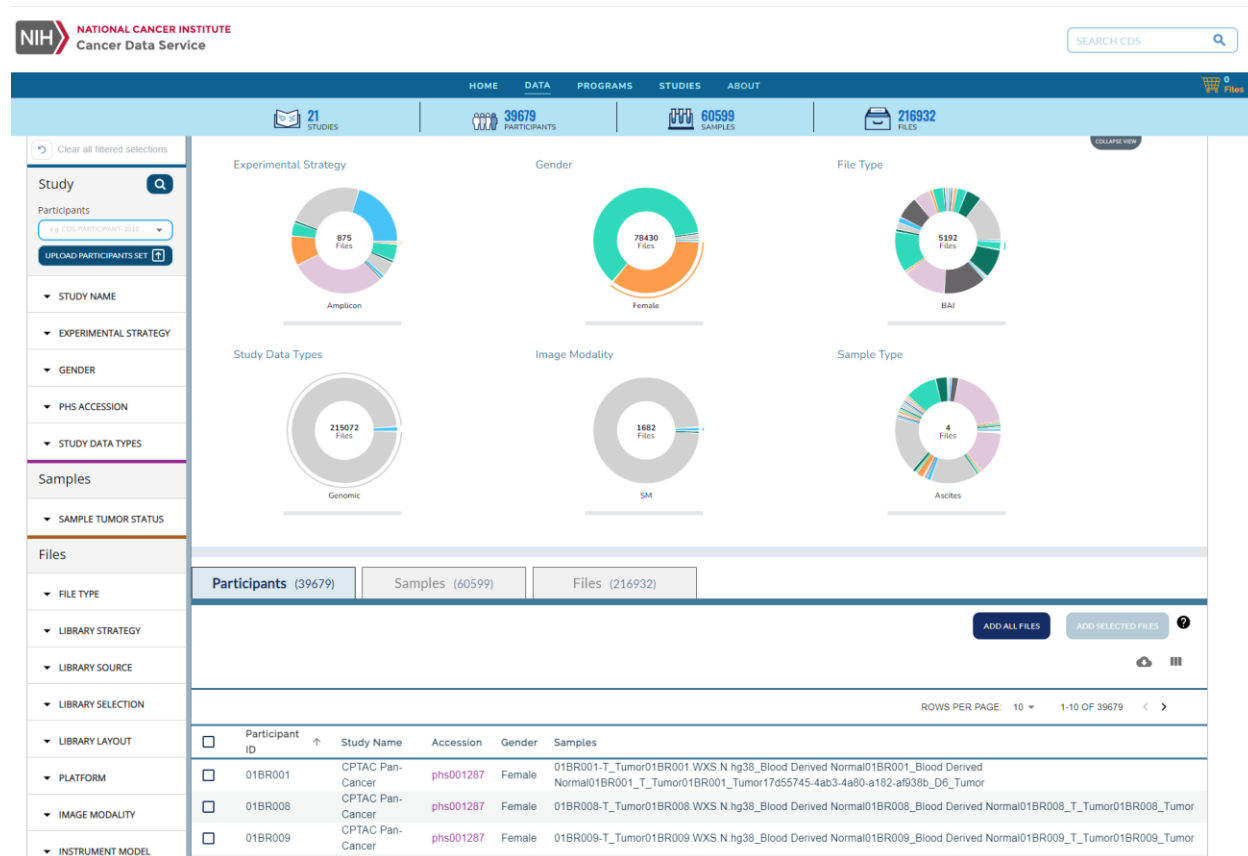 NIH NATIONAL CANCER INSTITUTE
Cancer Data Service
SEARCH CDS
HOME DATA PROGRAMS STUDIES ABOUT
0
Files
21
STUDIES
39679
PARTICIPANTS
60599
SAMPLES
216932
FILES
Clear all filtered selections
COLLAPSE VIEW
Study
Participants
e.g. CDS-PARTICIPANT-1010...
UPLOAD PARTICIPANTS SET
STUDY NAME
EXPERIMENTAL STRATEGY
GENDER
PHS ACCESSION
STUDY DATA TYPES
Samples
SAMPLE TUMOR STATUS
Files
FILE TYPE
LIBRARY STRATEGY
LIBRARY SOURCE
LIBRARY SELECTION
LIBRARY LAYOUT
PLATFORM
IMAGE MODALITY
INSTRUMENT MODEL
Experimental Strategy
875
Files
Amplicon
Gender
78430
Files
Female
File Type
5192
Files
BAI
Study Data Types
215072
Files
Genomic
Image Modality
1682
Files
SM
Sample Type
4
Files
Ascites
Participants (39679)
Samples (60599)
Files (216932)
ADD ALL FILES
ADD SELECTED FILES
?
ROWS PER PAGE: 10 1-10 OF 39679
Participant ID Study Name Accession Gender Samples
01BR001 CPTAC Pan-Cancer phs001287 Female 01BR001-T_Tumor01BR001.WXS.N.hg38_Blood Derived Normal01BR001_Blood Derived
Normal01BR001_T_Tumor01BR001_Tumor17d55745-4ab3-4a80-a182-af938b_D6_Tumor
01BR008 CPTAC Pan-Cancer phs001287 Female 01BR008-T_Tumor01BR008.WXS.N.hg38_Blood Derived Normal01BR008_Blood Derived Normal01BR008_T_Tumor01BR008_Tumor
01BR009 CPTAC Pan-Cancer phs001287 Female 01BR009-T_Tumor01BR009.WXS.N.hg38_Blood Derived Normal01BR009_Blood Derived Normal01BR009_T_Tumor01BR009_Tumor